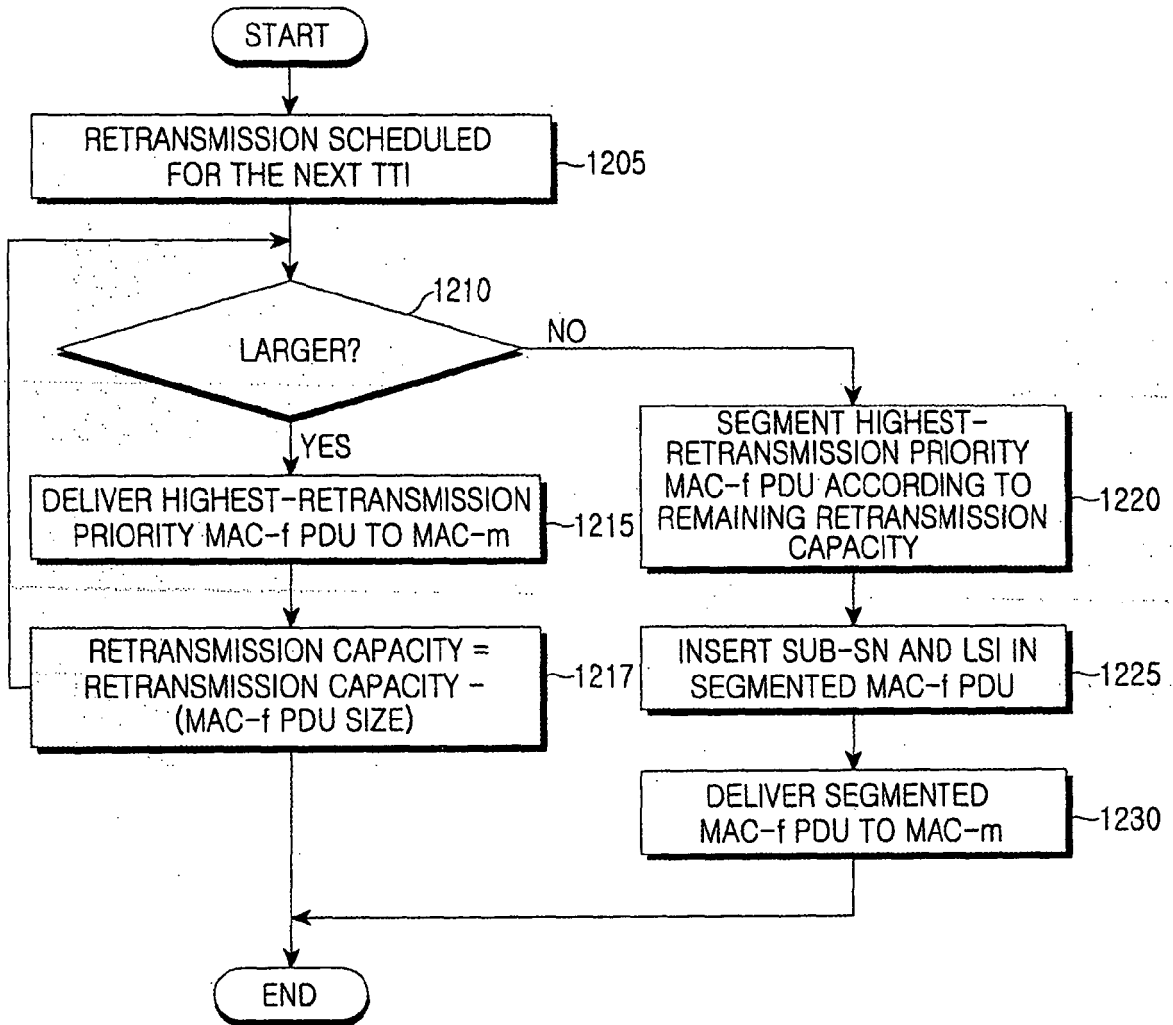 START
RETRANSMISSION SCHEDULED
FOR THE NEXT TTI
1205
1210
LARGER?
NO
YES
DELIVER HIGHEST-RETRANSMISSION
PRIORITY MAC-f PDU TO MAC-m
1215
RETRANSMISSION CAPACITY =
RETRANSMISSION CAPACITY -
(MAC-f PDU SIZE)
1217
SEGMENT HIGHEST-
RETRANSMISSION PRIORITY
MAC-f PDU ACCORDING TO
REMAINING RETRANSMISSION
CAPACITY
1220
INSERT SUB-SN AND LSI IN
SEGMENTED MAC-f PDU
1225
DELIVER SEGMENTED
MAC-f PDU TO MAC-m
1230
END